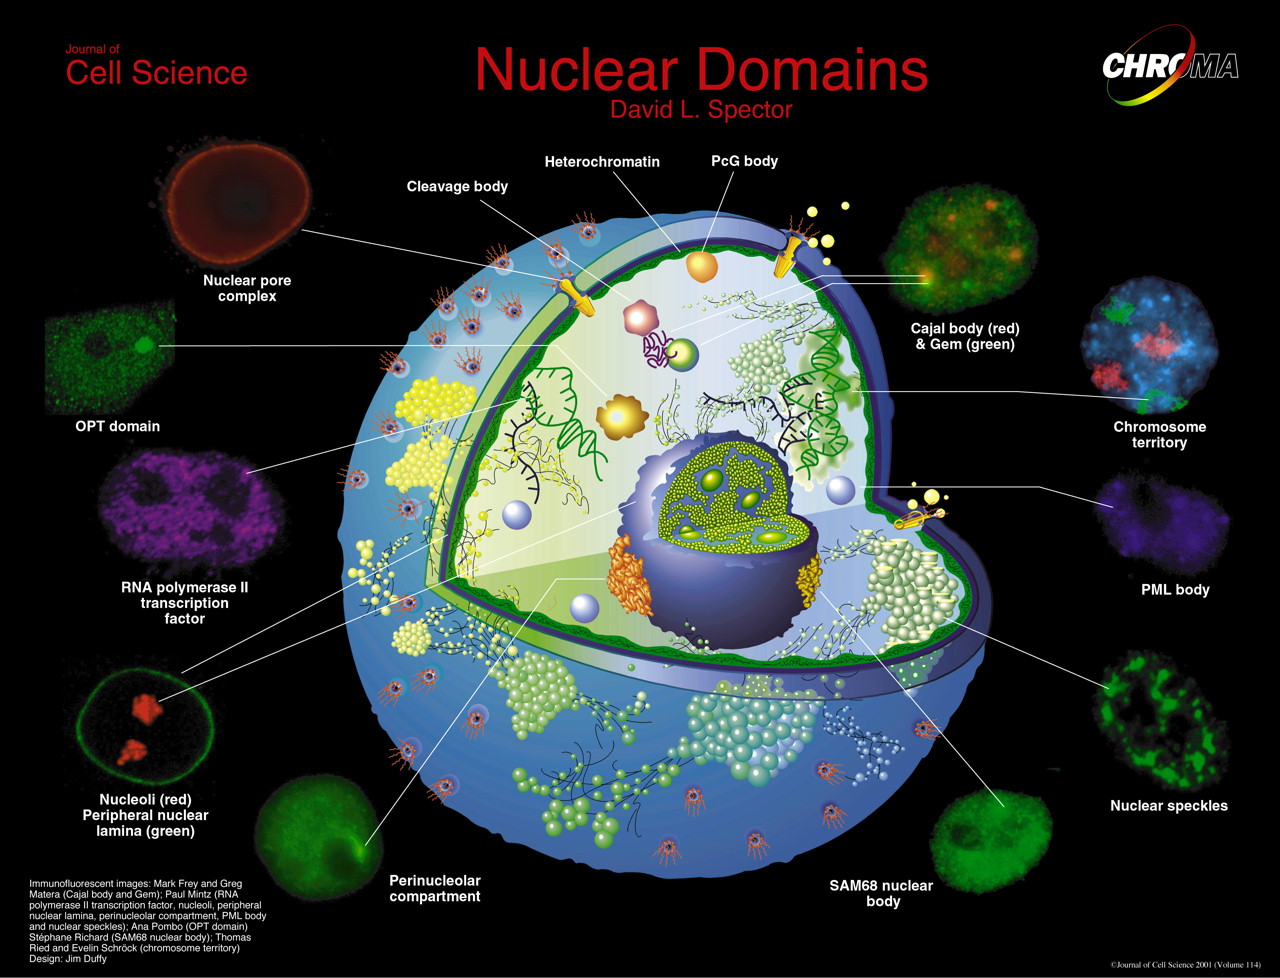 Journal of
Cell Science
Nuclear Domains
David L. Spector
CHROMA
Heterochromatin
PcG body
Cleavage body
Nuclear pore
complex
Cajal body (red)
& Gem (green)
OPT domain
Chromosome
territory
RNA polymerase II
transcription
factor
PML body
Nucleoli (red)
Peripheral nuclear
lamina (green)
Nuclear speckles
Perinucleolar
compartment
SAM68 nuclear
body
Immunofluorescent images: Mark Frey and Greg
Matera (Cajal body and Gem); Paul Mintz (RNA
polymerase II transcription factor, nucleoli, peripheral
nuclear lamina, perinucleolar compartment, PML body
and nuclear speckles); Ana Pombo (OPT domain)
Stéphane Richard (SAM68 nuclear body); Thomas
Ried and Evelin Schröck (chromosome territory)
Design: Jim Duffy
©Journal of Cell Science 2001 (Volume 114)